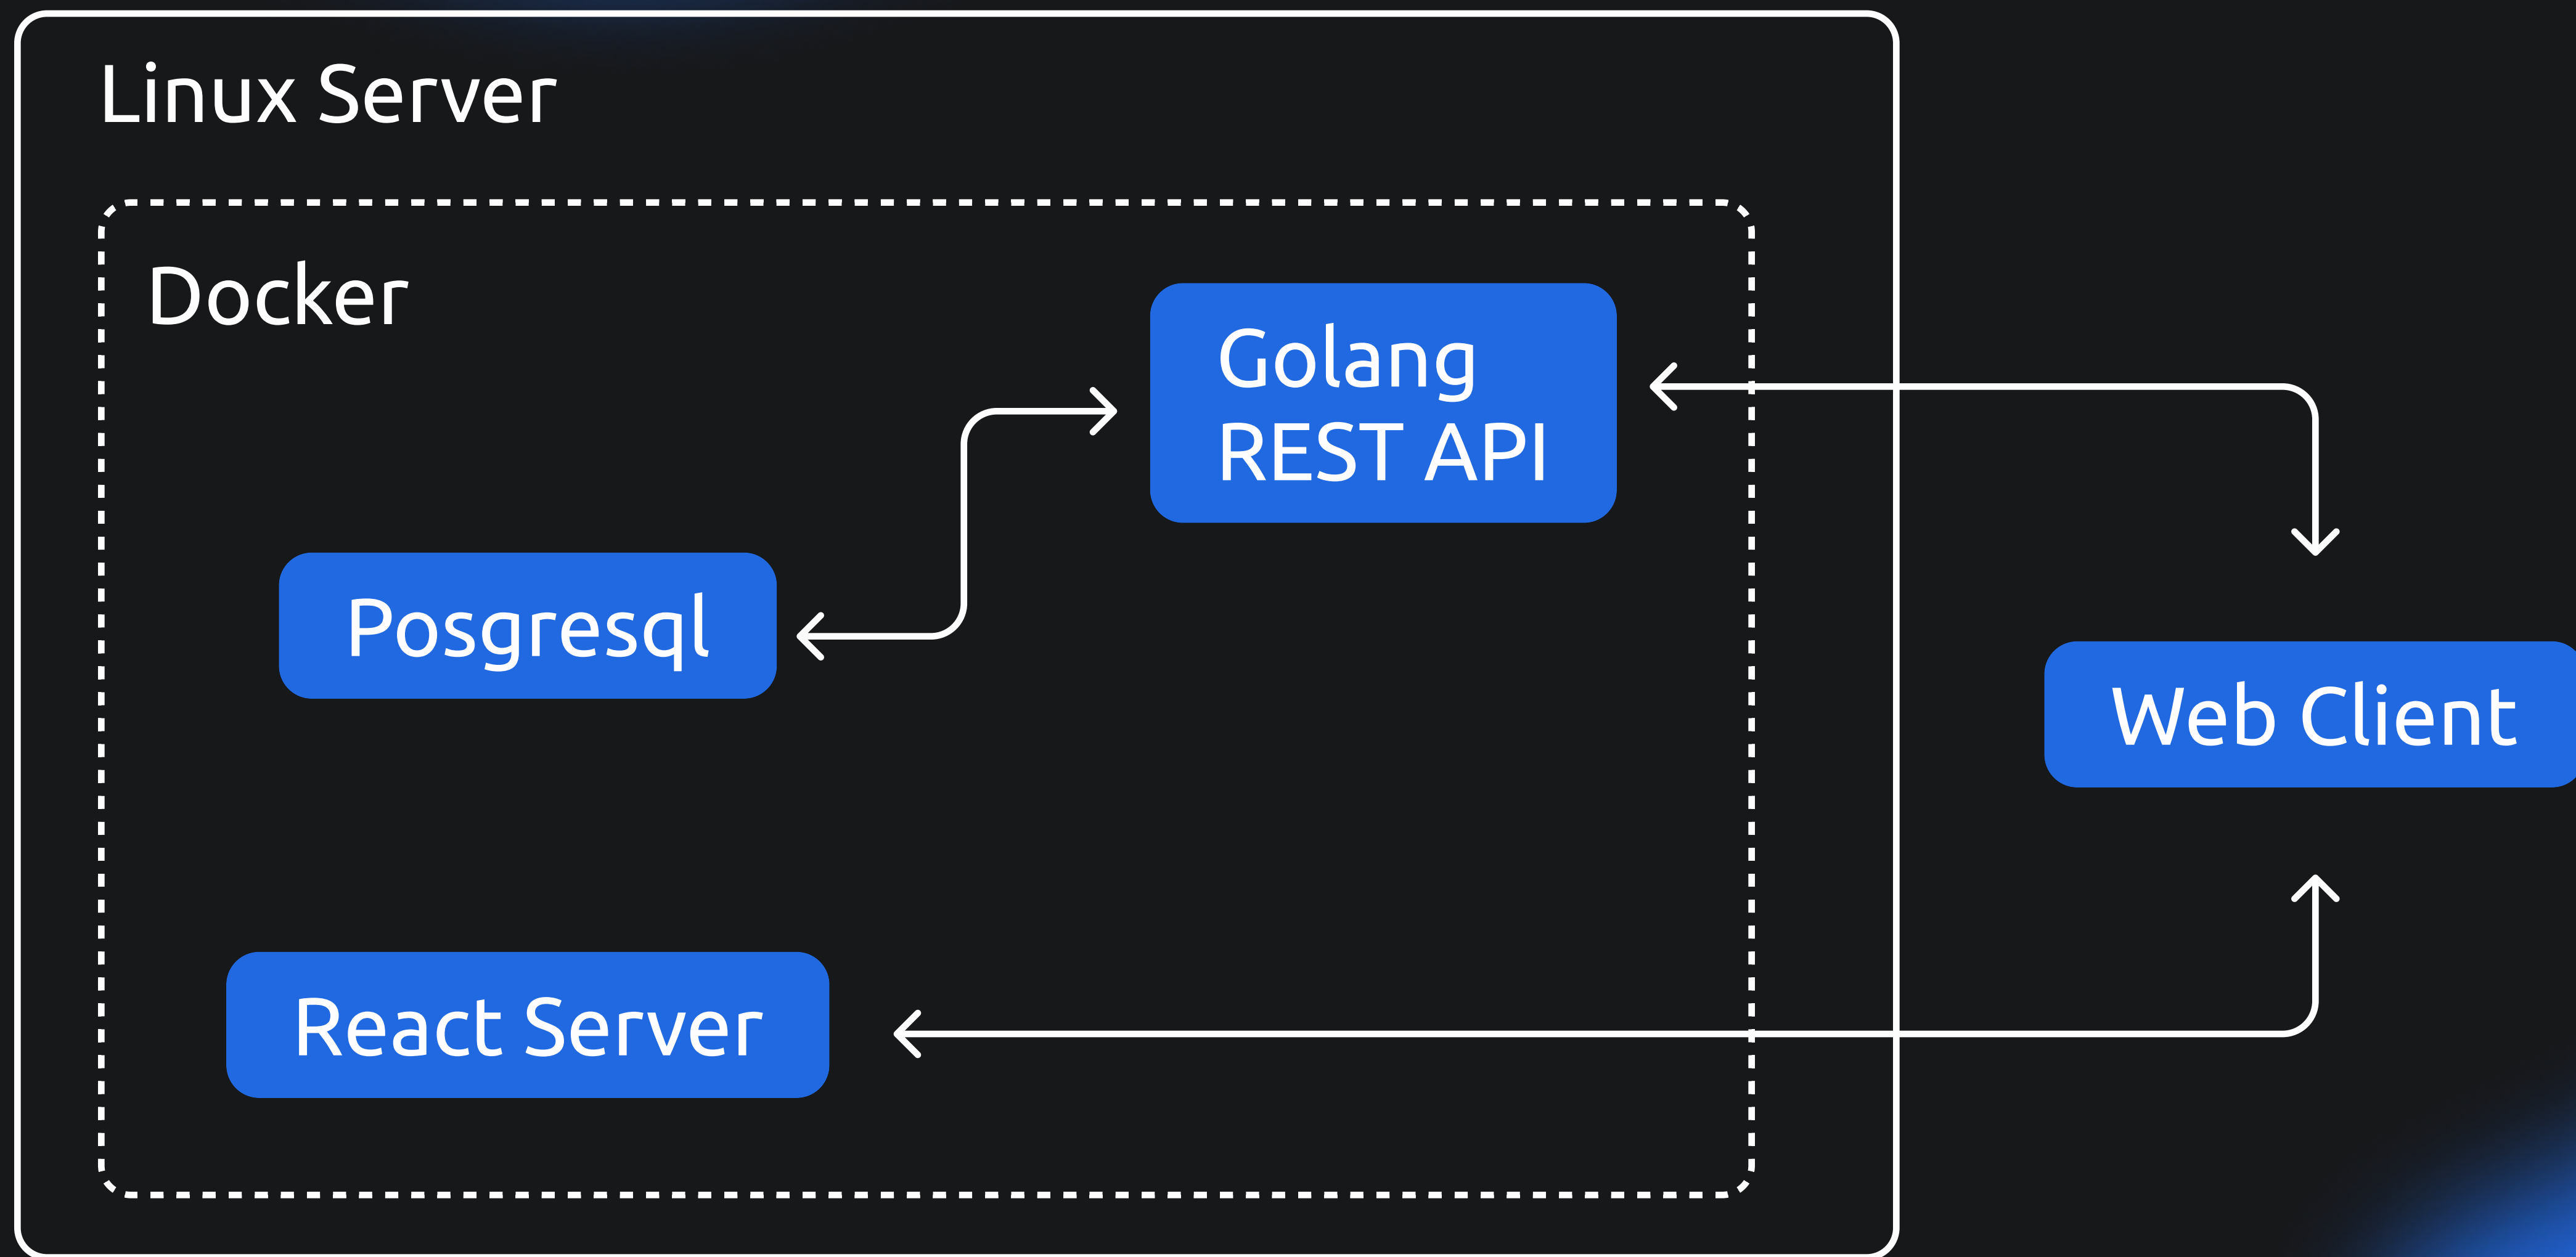 Linux Server
Docker
Golang
REST API
Posgresql
Web Client
React Server